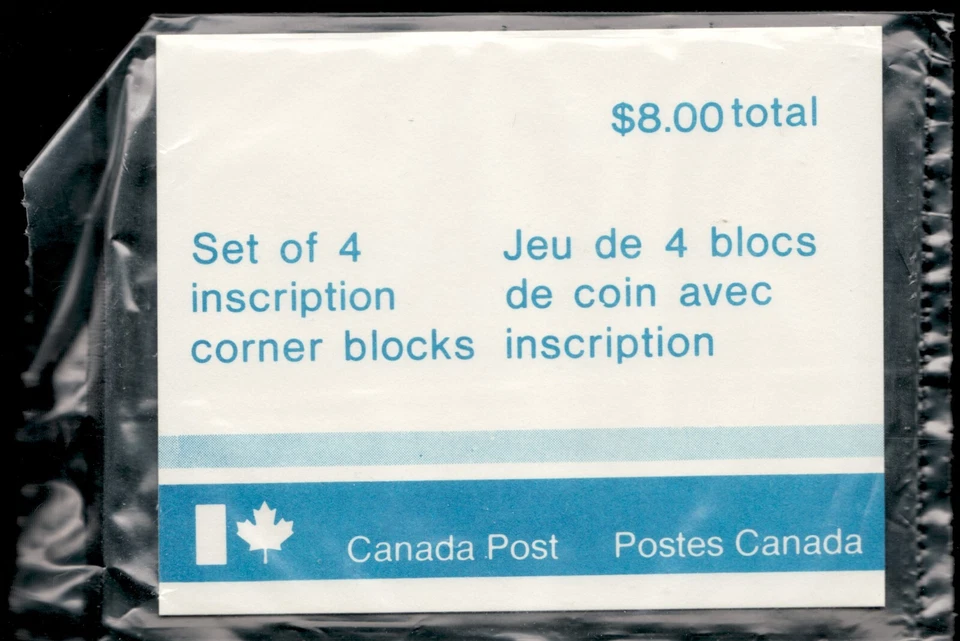 $8.00 total
Set of 4
inscription
corner blocks
Jeu de 4 blocs
de coin avec
inscription
Canada Post Postes Canada